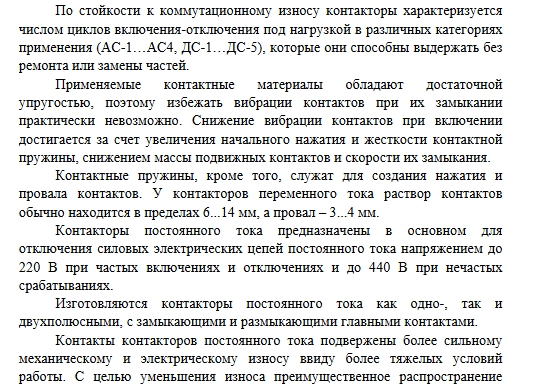 По стойкости к коммутационному износу контакторы характеризуется
числом циклов включения-отключения под нагрузкой в различных категориях
применения (АС-1…АС4, ДС-1…ДС-5), которые они способны выдержать без
ремонта или замены частей.
Применяемые контактные материалы обладают достаточной
упругостью, поэтому избежать вибрации контактов при их замыкании
практически невозможно. Снижение вибрации контактов при включении
достигается за счет увеличения начального нажатия и жесткости контактной
пружины, снижением массы подвижных контактов и скорости их замыкания.
Контактные пружины, кроме того, служат для создания нажатия и
провала контактов. У контакторов переменного тока раствор контактов
обычно находится в пределах 6...14 мм, а провал – 3...4 мм.
Контакторы постоянного тока предназначены в основном для
отключения силовых электрических цепей постоянного тока напряжением до
220 В при частых включениях и отключениях и до 440 В при нечастых
срабатываниях.
Изготовляются контакторы постоянного тока как одно-, так и
двухполюсными, с замыкающими и размыкающими главными контактами.
Контакты контакторов постоянного тока подвержены более сильному
механическому и электрическому износу ввиду более тяжелых условий
работы. С целью уменьшения износа преимущественное распространение